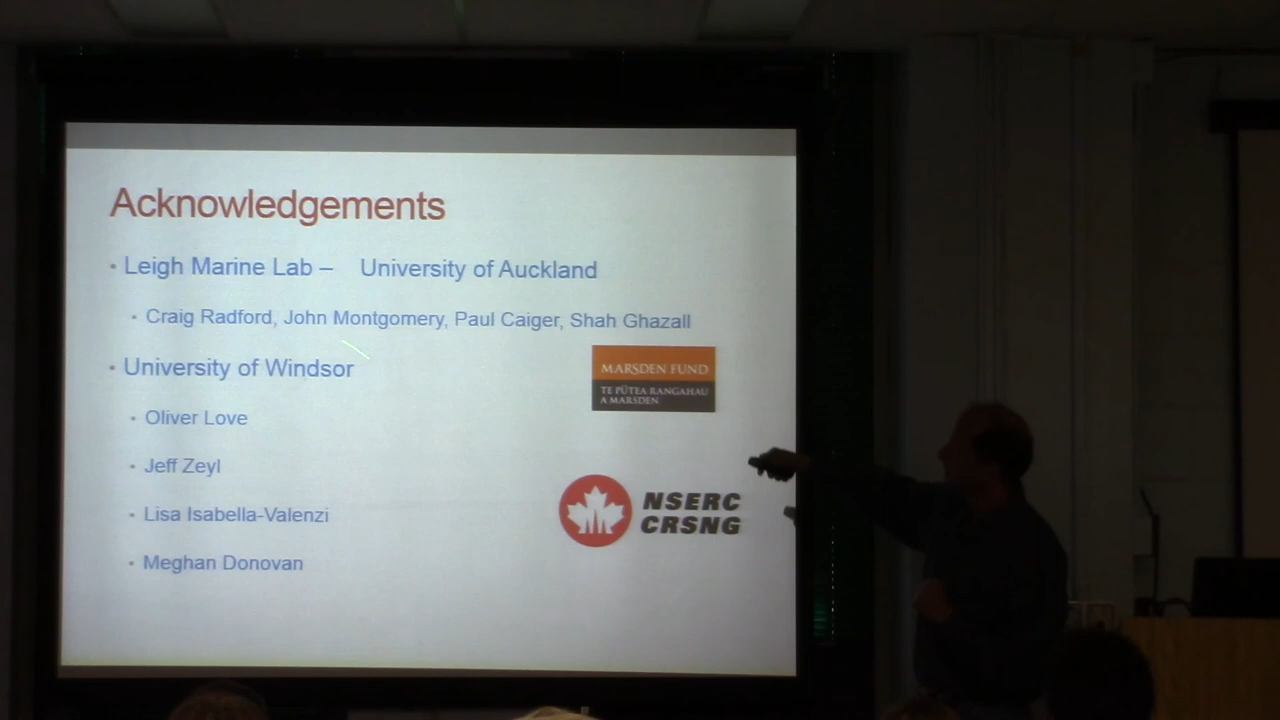 Acknowledgements
• Leigh Marine Lab – University of Auckland
• Craig Radford, John Montgomery, Paul Caiger, Shah Ghazall
• University of Windsor
• Oliver Love
• Jeff Zeyl
• Lisa Isabella-Valenzi
• Meghan Donovan
MARSDEN FUND
TE PŪTEA RANGAHAU
A MARSDEN
NSERC
CRSNG